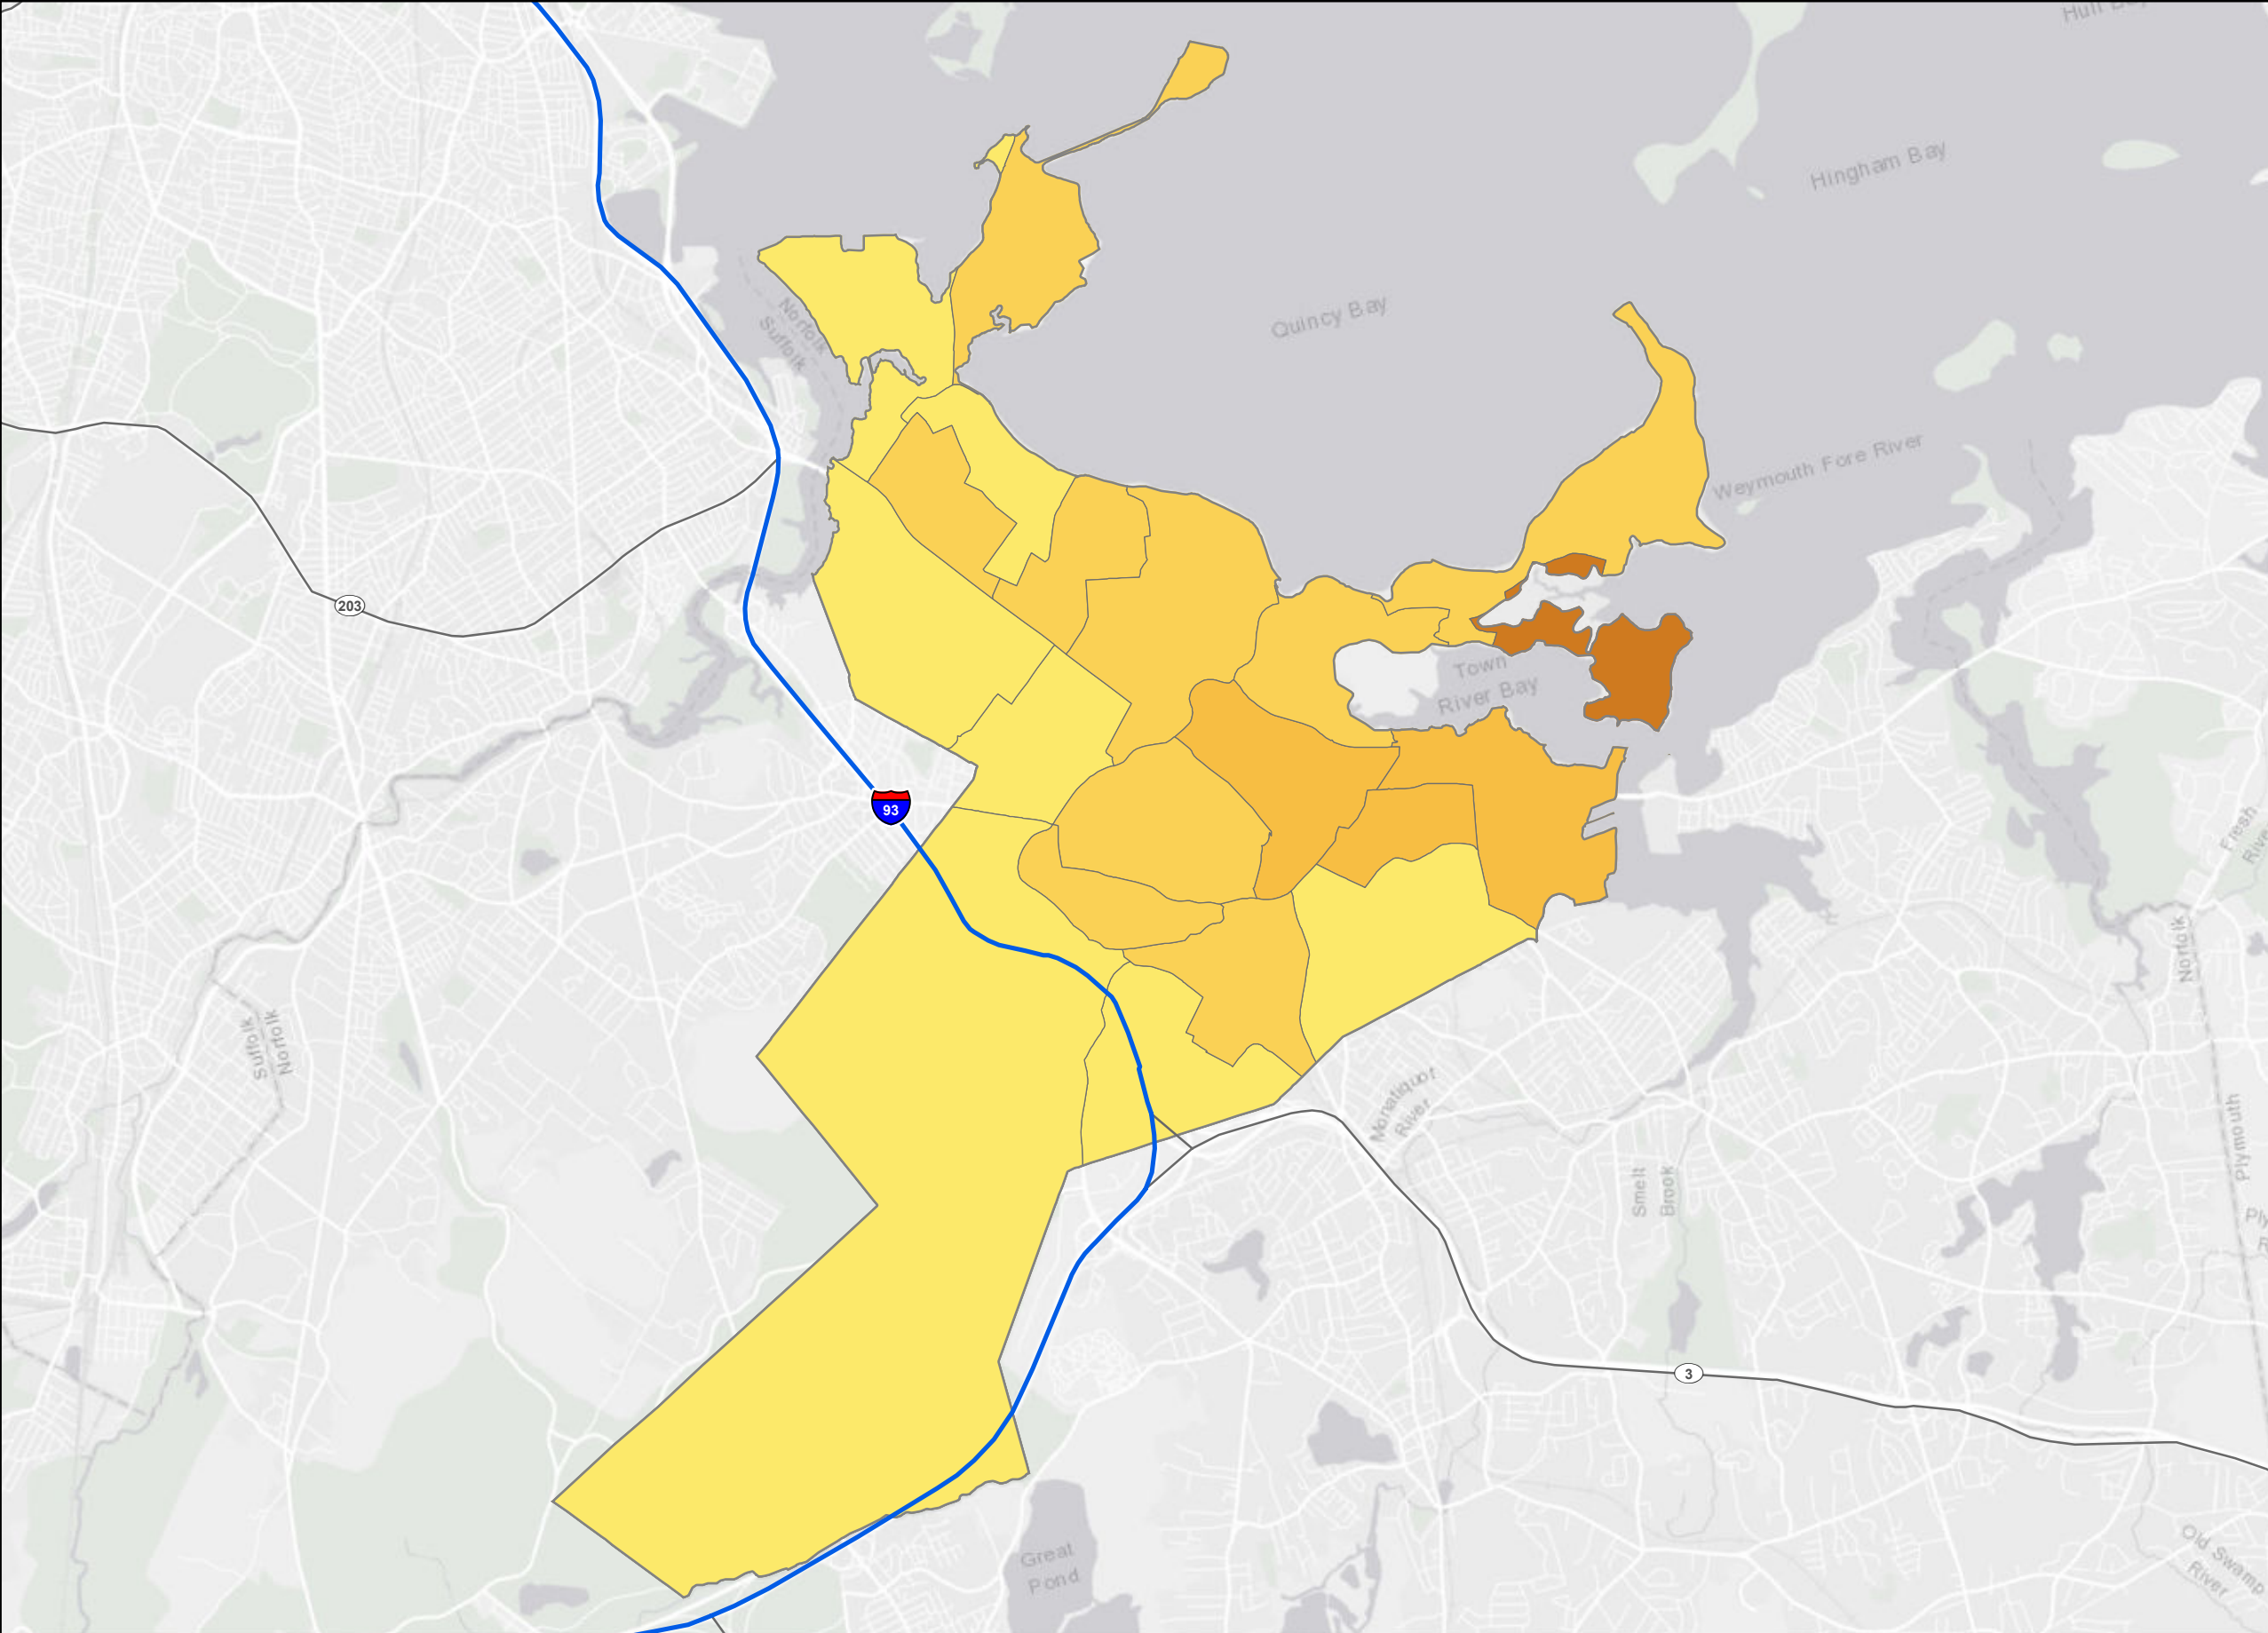 Hull Bay
Hingham Bay
Quincy Bay
Norfolk
Suffolk
Weymouth Fore River
203
Town
River Bay
93
Fresh
River
Norfolk
Suffolk
Norfolk
Monatiquot
River
Plymouth
Smelt
Brook
3
Great
Pond
Old Swamp
River